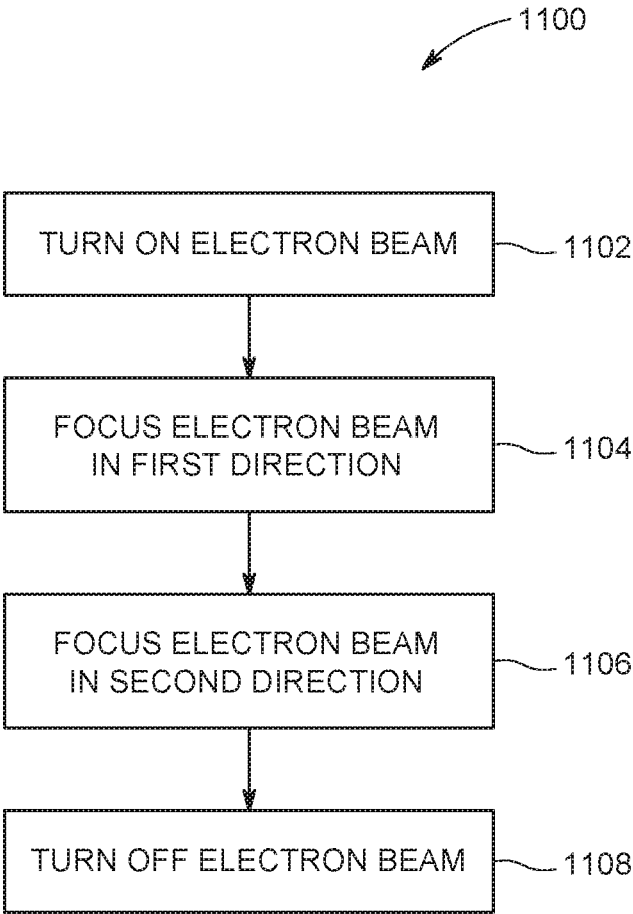 1100
TURN ON ELECTRON BEAM
1102
FOCUS ELECTRON BEAM
IN FIRST DIRECTION
1104
FOCUS ELECTRON BEAM
IN SECOND DIRECTION
1106
TURN OFF ELECTRON BEAM
1108